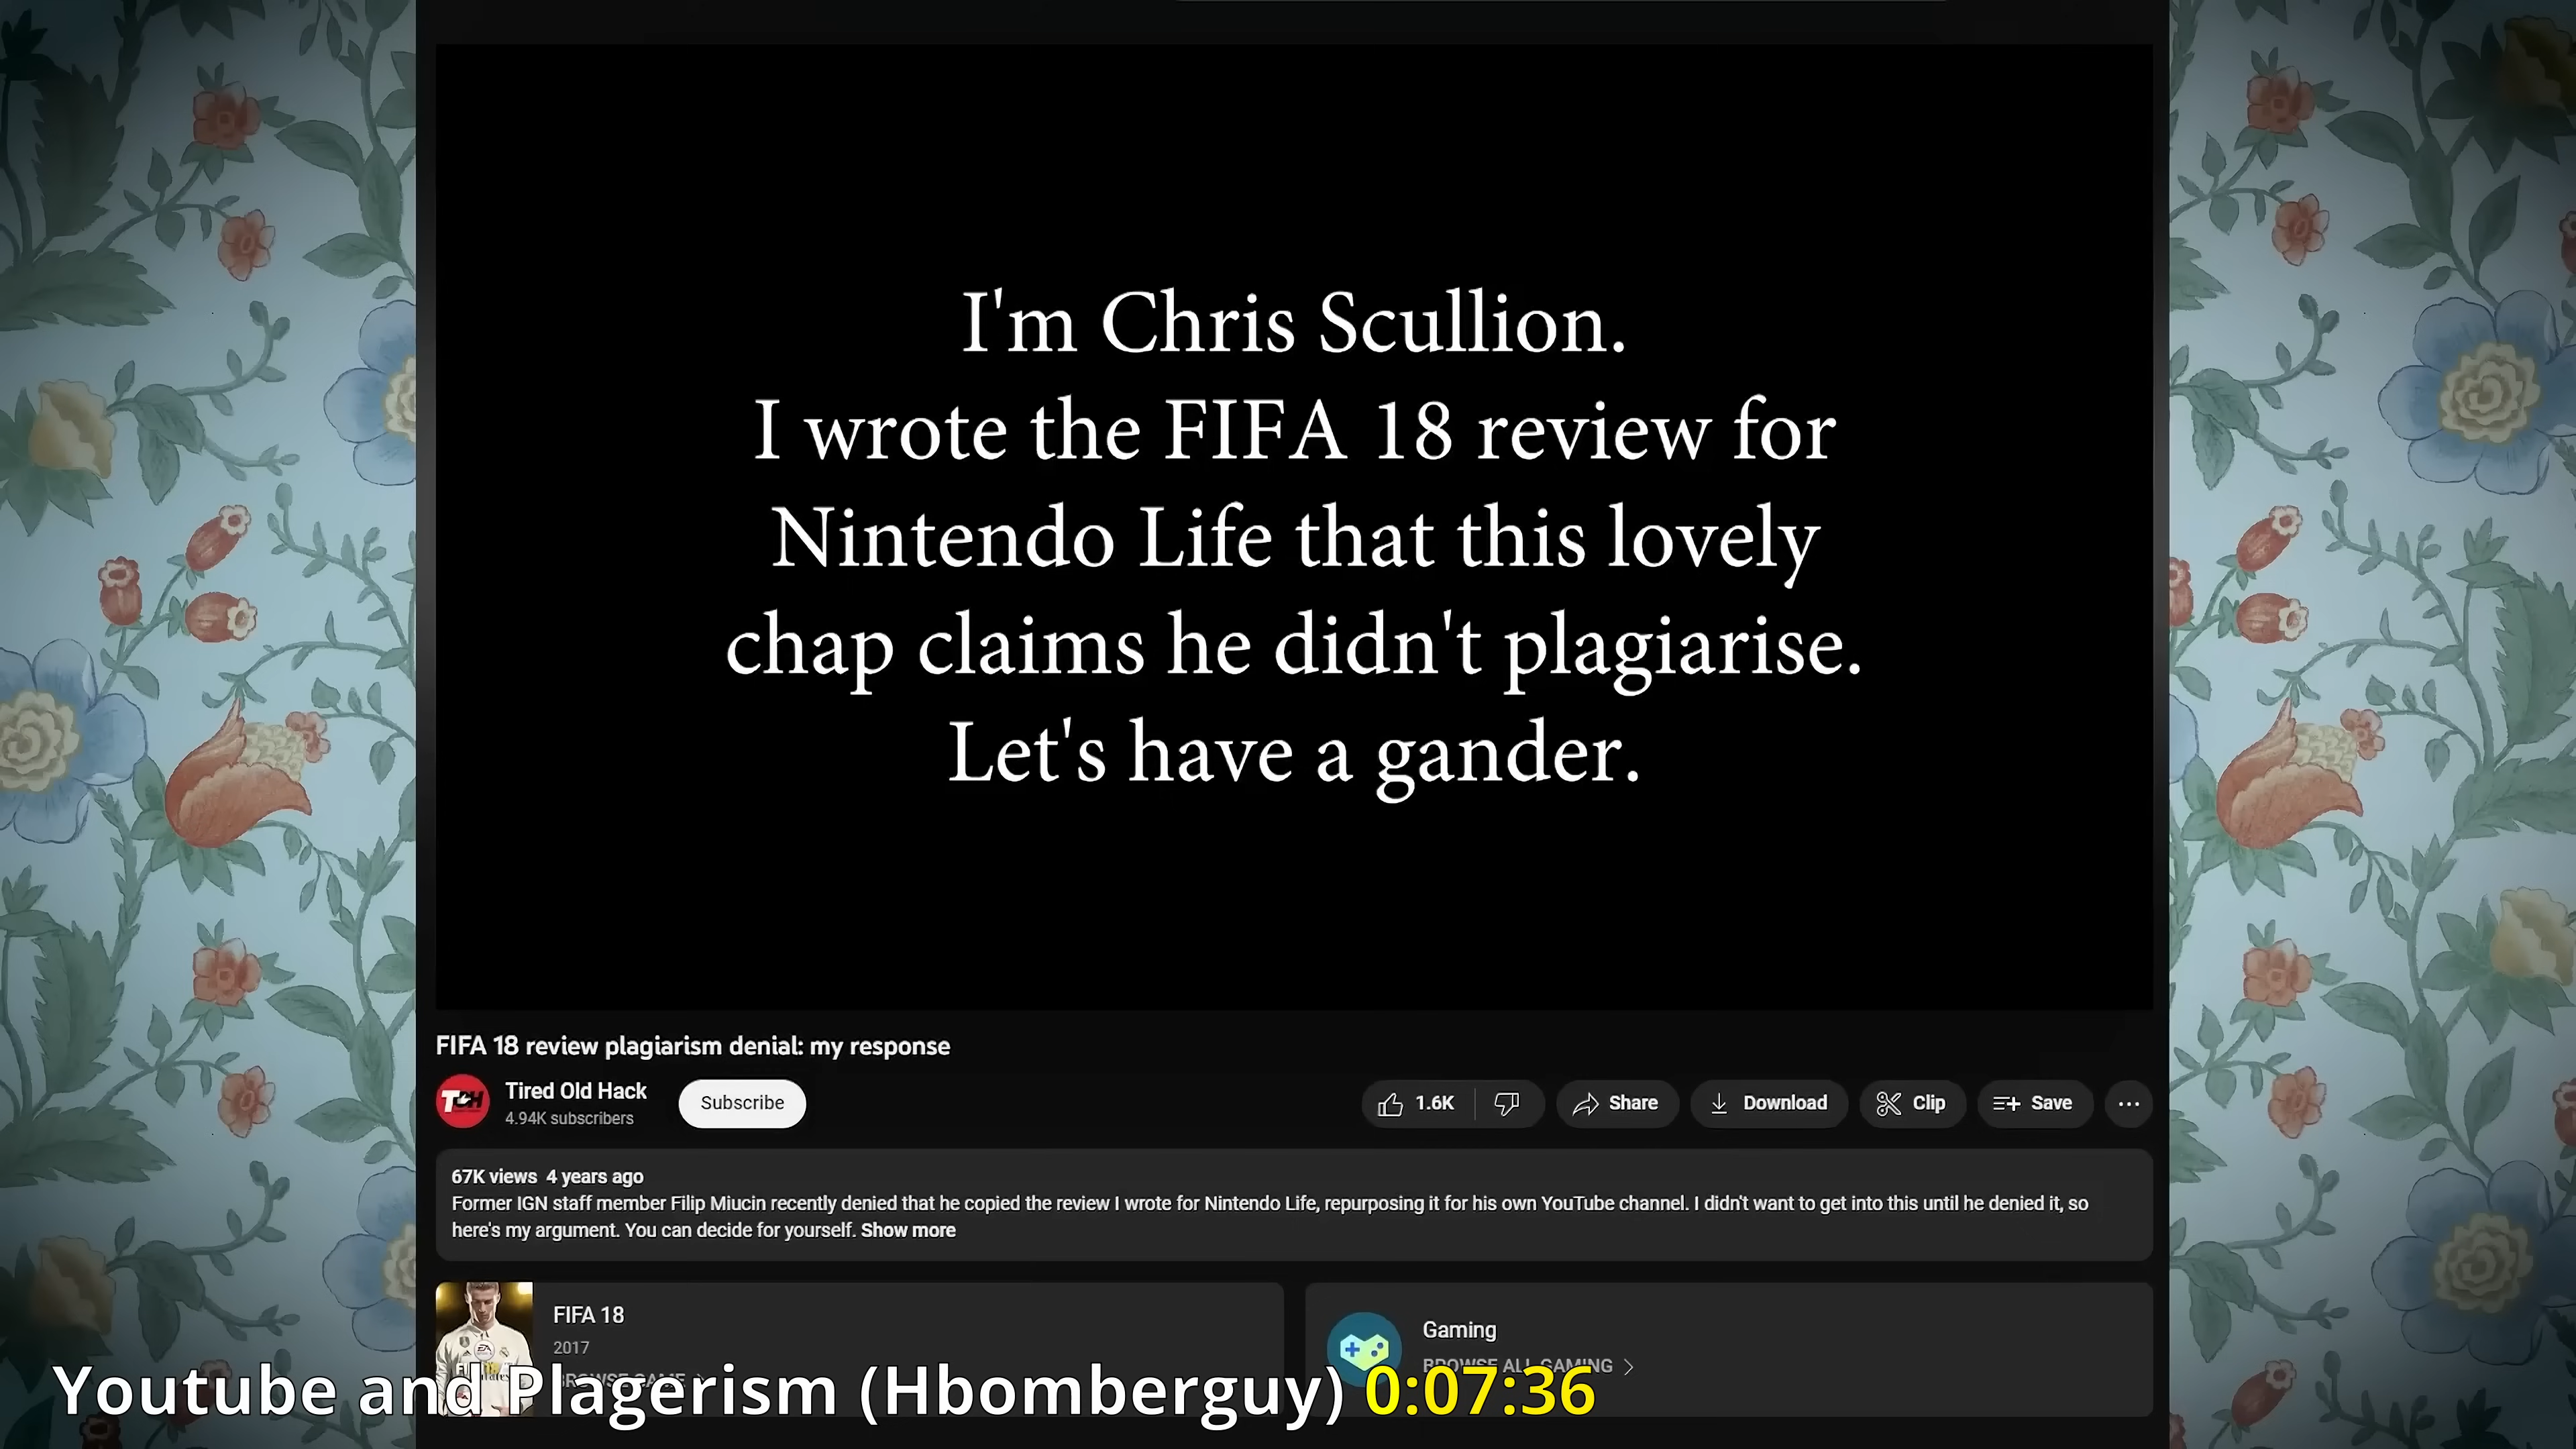 I'm Chris Scullion.
I wrote the FIFA 18 review for
Nintendo Life that this lovely
chap claims he didn't plagiarise.
Let's have a gander.
FIFA 18 review plagiarism denial: my response
Tired Old Hack
4.94K subscribers
Subscribe
1.6K
Share
Download
Clip
Save
67K views 4 years ago
Former IGN staff member Filip Miucin recently denied that he copied the review I wrote for Nintendo Life, repurposing it for his own YouTube channel. I didn't want to get into this until he denied it, so
here's my argument. You can decide for yourself. Show more
FIFA 18
2017
BROWSE GAME
Gaming
BROWSE ALL GAMING
Youtube and Plagerism (Hbomberguy) 0:07:36